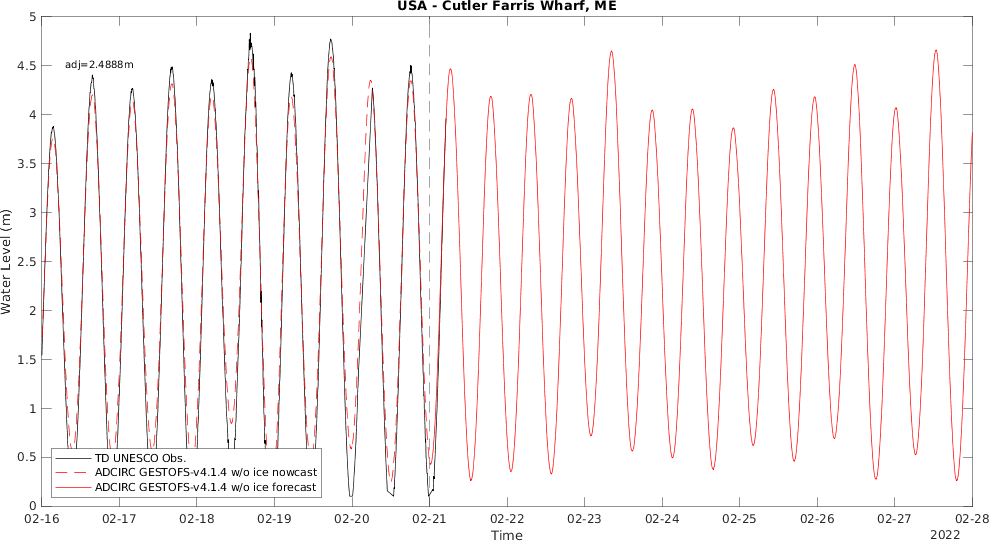 USA - Cutler Farris Wharf, ME
5
4.5
4
3.5
3
2.5
2
1.5
1
0.5
0
Water Level (m)
adj=2.4888m
TD UNESCO Obs.
ADCIRC GESTOFS-v4.1.4 w/o ice nowcast
ADCIRC GESTOFS-v4.1.4 w/o ice forecast
02-16 02-17 02-18 02-19 02-20 02-21 02-22 02-23 02-24 02-25 02-26 02-27 02-28
Time
2022